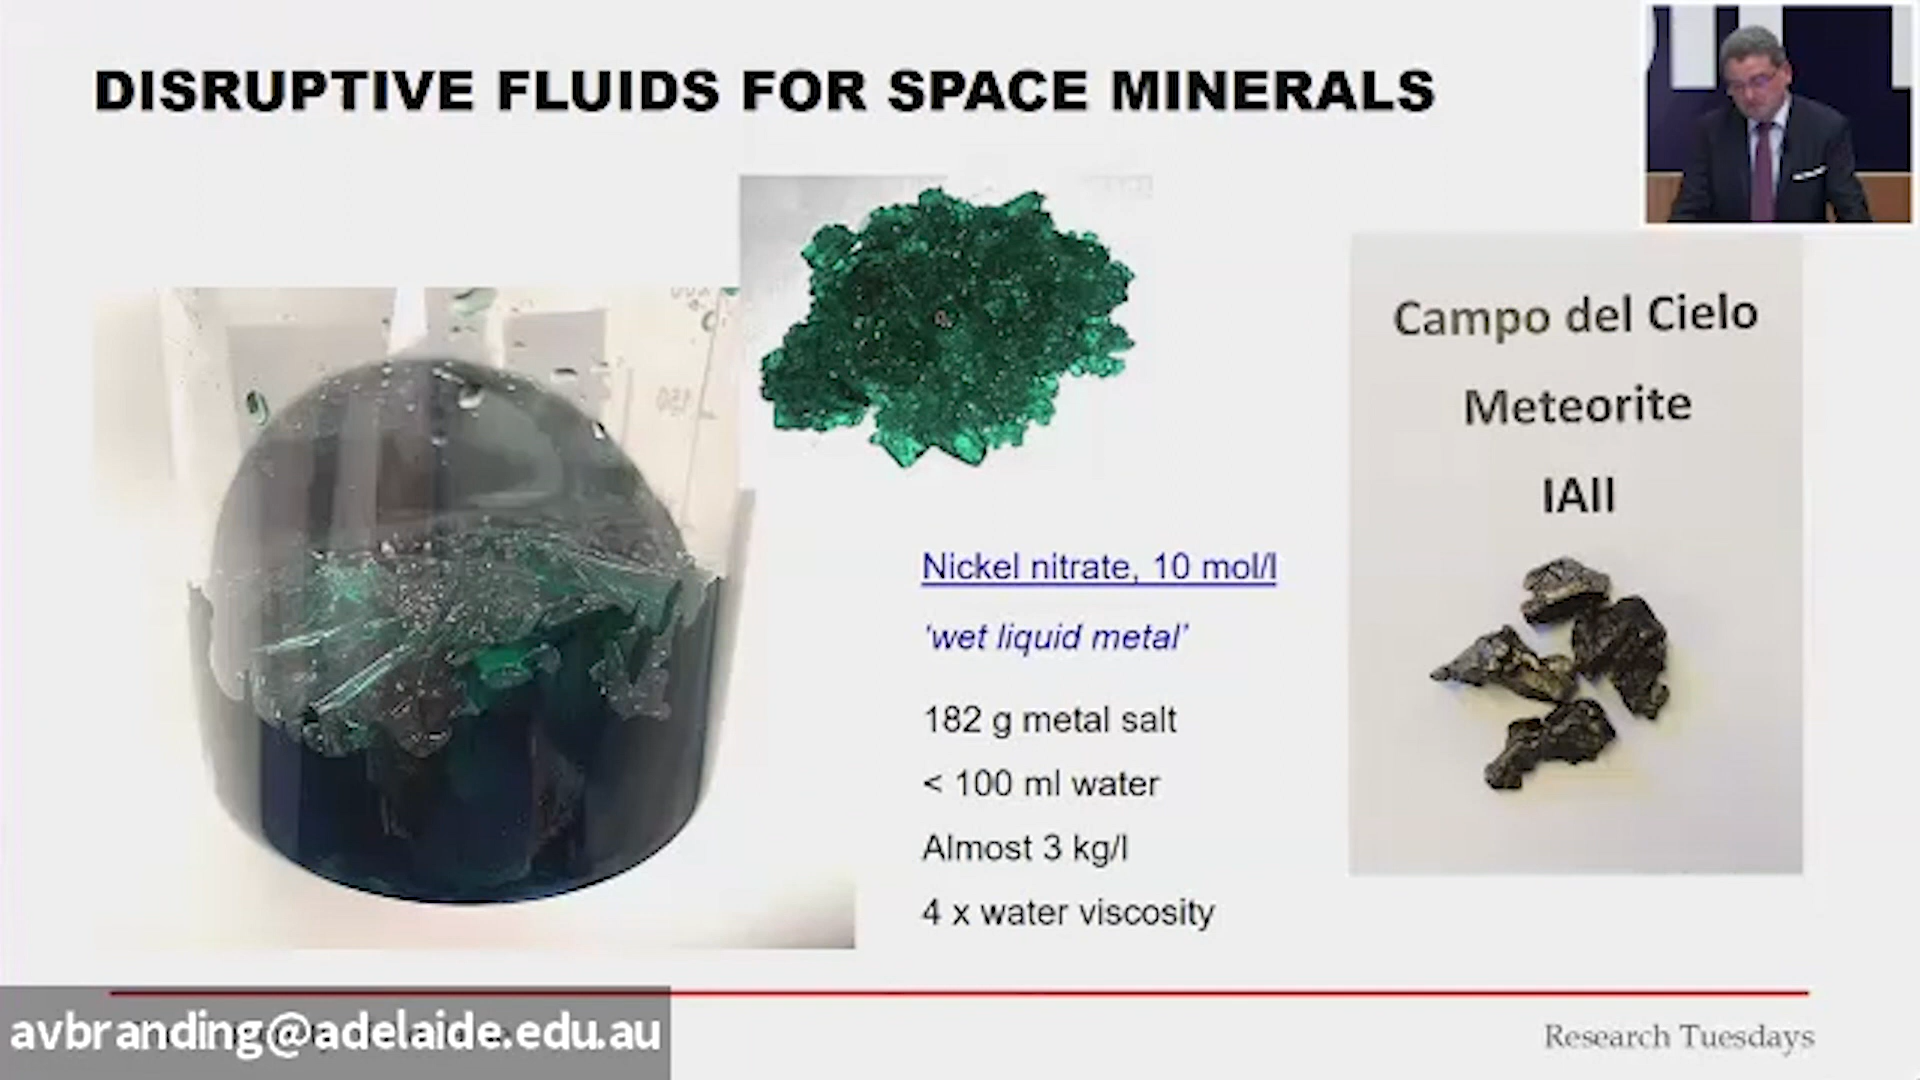 DISRUPTIVE FLUIDS FOR SPACE MINERALS
Campo del Cielo
Meteorite
IAII
Nickel nitrate, 10 mol/l
'wet liquid metal'
182 g metal salt
< 100 ml water
Almost 3 kg/l
4 x water viscosity
avbranding@adelaide.edu.au
Research Tuesdays